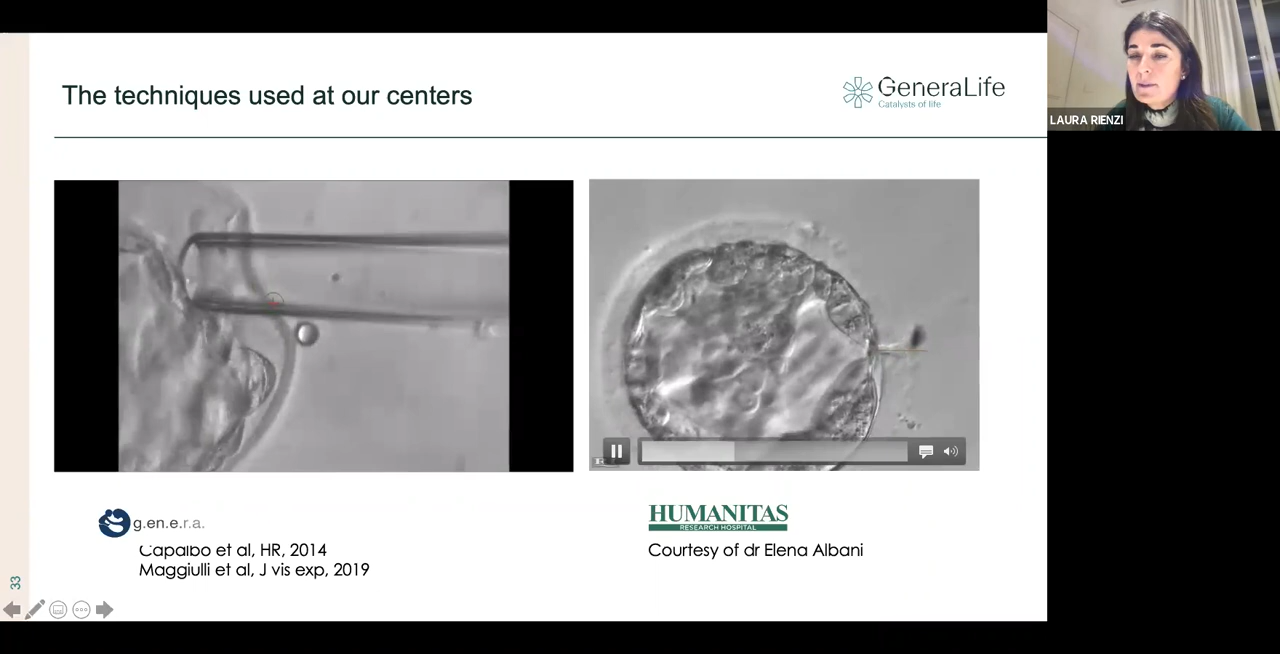 The techniques used at our centers
GeneraLife
Catalysts of life
LAURA RIENZI
g.en.e.r.a.
Capalbo et al, HR, 2014
Maggiulli et al, J vis exp, 2019
HUMANITAS
RESEARCH HOSPITAL
Courtesy of dr Elena Albani
33